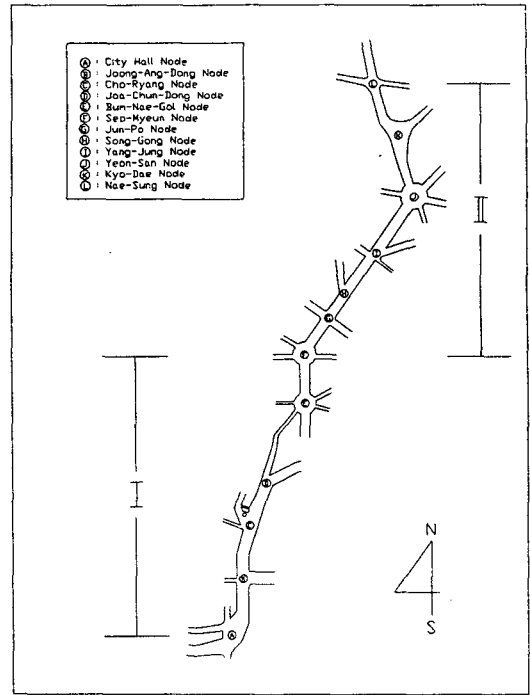 Ⓐ : City Hall Node
Ⓑ : Joong-Ang-Dong Node
Ⓒ : Cho-Ryang Node
Ⓓ : Joa-Chun-Dong Node
Ⓔ : Bum-Nae-Gol Node
Ⓕ : Seo-Myeun Node
Ⓖ : Jun-Po Node
Ⓗ : Song-Gong Node
Ⓘ : Yang-Jung Node
Ⓙ : Yeon-San Node
Ⓚ : Kyo-Dae Node
Ⓛ : Nae-Sung Node
II
I
N
S